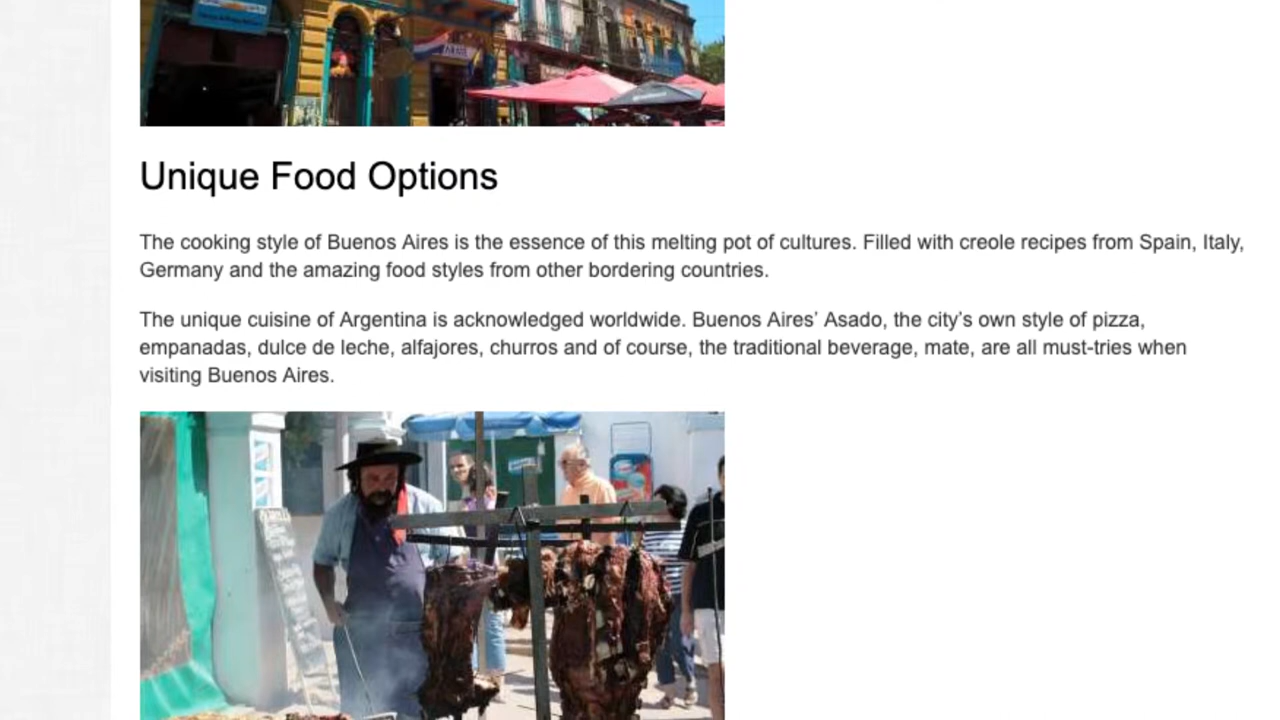 Unique Food Options
The cooking style of Buenos Aires is the essence of this melting pot of cultures. Filled with creole recipes from Spain, Italy,
Germany and the amazing food styles from other bordering countries.
The unique cuisine of Argentina is acknowledged worldwide. Buenos Aires’ Asado, the city’s own style of pizza,
empanadas, dulce de leche, alfajores, churros and of course, the traditional beverage, mate, are all must-tries when
visiting Buenos Aires.